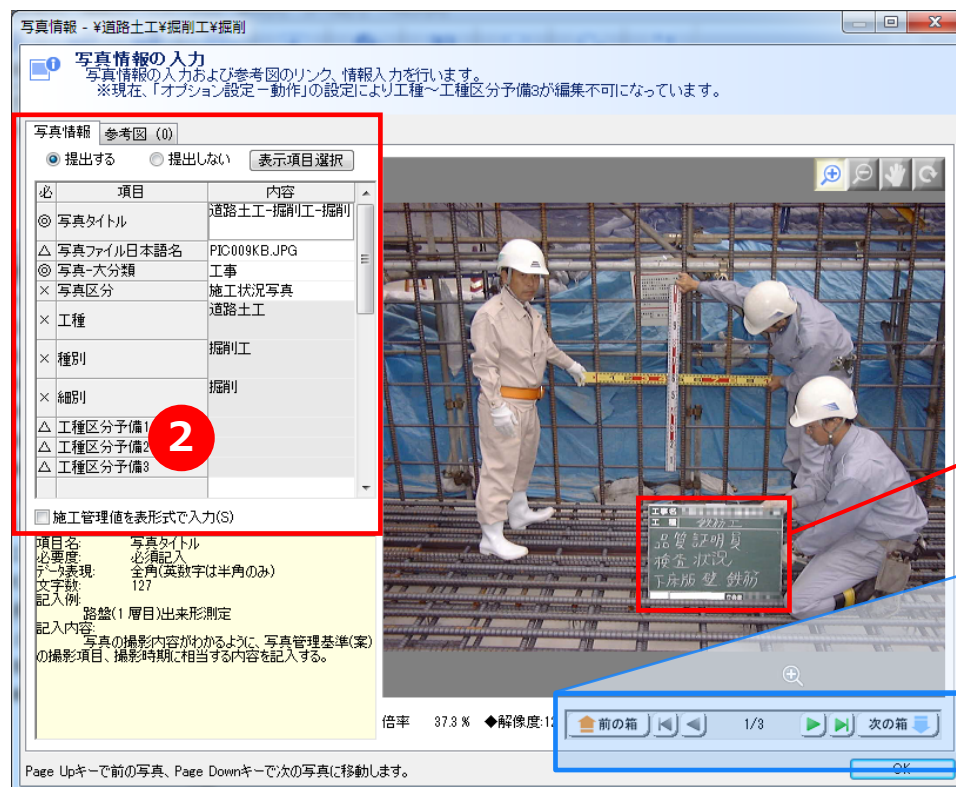 写真情報 - ¥道路土工¥掘削工¥掘削
写真情報の入力
写真情報の入力および参考図のリンク、情報入力を行います。
※現在、「オプション設定－動作」の設定により工種～工種区分予備3が編集不可になっています。
写真情報 参考図 (0)
提出する 提出しない 表示項目選択
必 項目 内容
◎ 写真タイトル 道路土工-掘削工-掘削
△ 写真ファイル日本語名 PIC009KB.JPG
◎ 写真-大分類 工事
× 写真区分 施工状況写真
× 工種 道路土工
× 種別 掘削工
× 細別 掘削
△ 工種区分予備1
△ 工種区分予備2
△ 工種区分予備3
2
施工管理値を表形式で入力(S)
項目名: 写真タイトル
必要度: 必須記入
データ表現: 全角(英数字は半角のみ)
文字数: 127
記入例:
路盤(1 層目)出来形測定
記入内容:
写真の撮影内容がわかるように、写真管理基準(案)
の撮影項目、撮影時期に相当する内容を記入する。
工事名
工種 鉄筋工
品質証明員
検査状況
下床版 壁 鉄筋
立会者
倍率 37.3 % ◆解像度:12
前の箱 1/3 次の箱
Page Upキーで前の写真、Page Downキーで次の写真に移動します。
OK